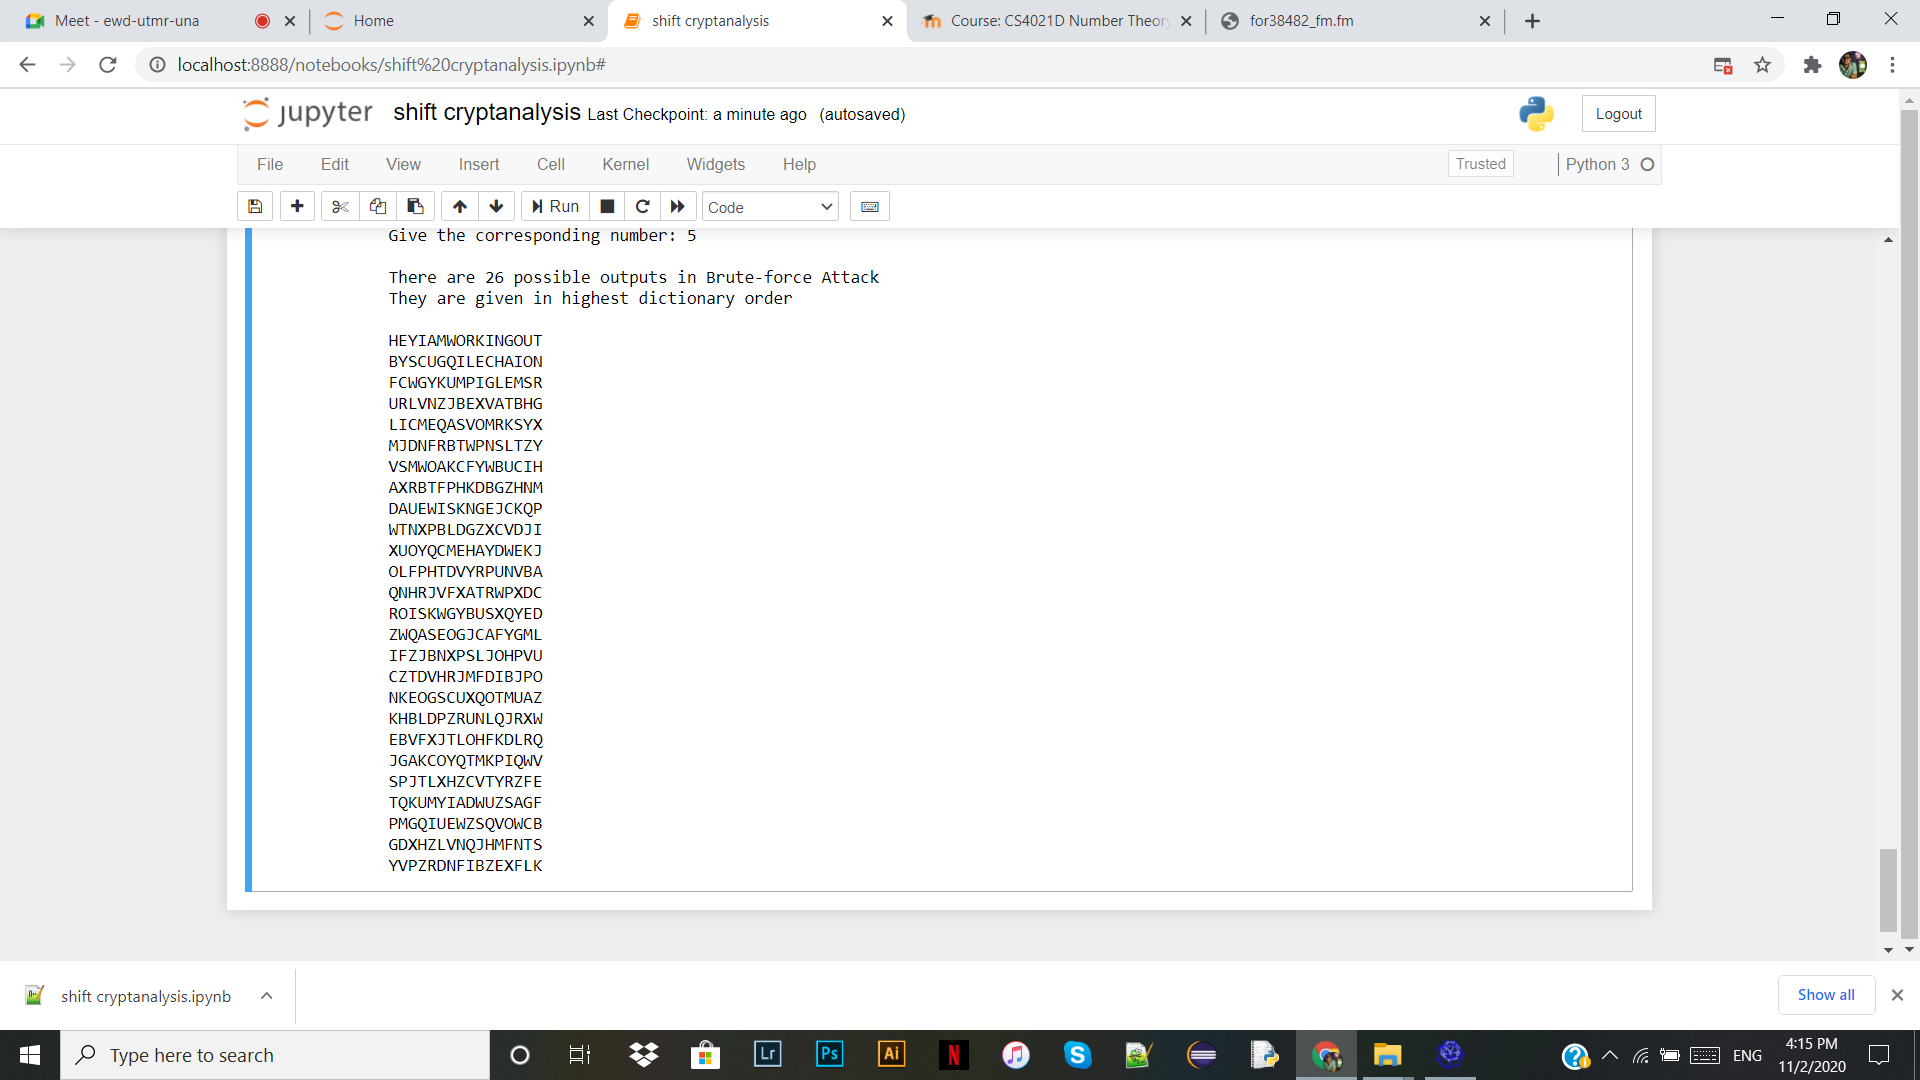 Meet - ewd-utmr-una
Home
shift cryptanalysis
Course: CS4021D Number Theory
for38482_fm.fm
localhost:8888/notebooks/shift%20cryptanalysis.ipynb#
jupyter shift cryptanalysis Last Checkpoint: a minute ago (autosaved)
Logout
File Edit View Insert Cell Kernel Widgets Help
Trusted
Python 3
Run
Code
Give the corresponding number: 5
There are 26 possible outputs in Brute-force Attack
They are given in highest dictionary order
HEYIAMWORKINGOUT
BYSCUGQILECHAION
FCWGYKUMPIGLEMSR
URLVNZJBEXVATBHG
LICMEQASVOMRKSYX
MJDNFRBTWPNSLTZY
VSMWOAKCFYWBUCIH
AXRBTFPHKDBGZHNM
DAUEWISKNGEJCKQP
WTNXPBLDGZXCVDJI
XUOYQCMEHAYDWEKJ
OLFPHTDVYRPUNVBA
QNHRJVFXATRWPXDC
ROISKWGYBUSXQYED
ZWQASEOGJCAFYGML
IFZJBNXPSLJOHPVU
CZTDVHRJMFDIBJPO
NKEOGSCUXQOTMUAZ
KHBLDPZRUNLQJRXW
EBVFXJTLOHFKDLRQ
JGAKCOYQTMKPIQWV
SPJTLXHZCVTYRZFE
TQKUMYIADWUZSAGF
PMGQIUEWZSQVOWCB
GDXHZLVNQJHMFNTS
YVPZRDNFIBZEXFLK
shift cryptanalysis.ipynb
Show all
Type here to search
Lr
Ps
Ai
N
ENG
4:15 PM
11/2/2020